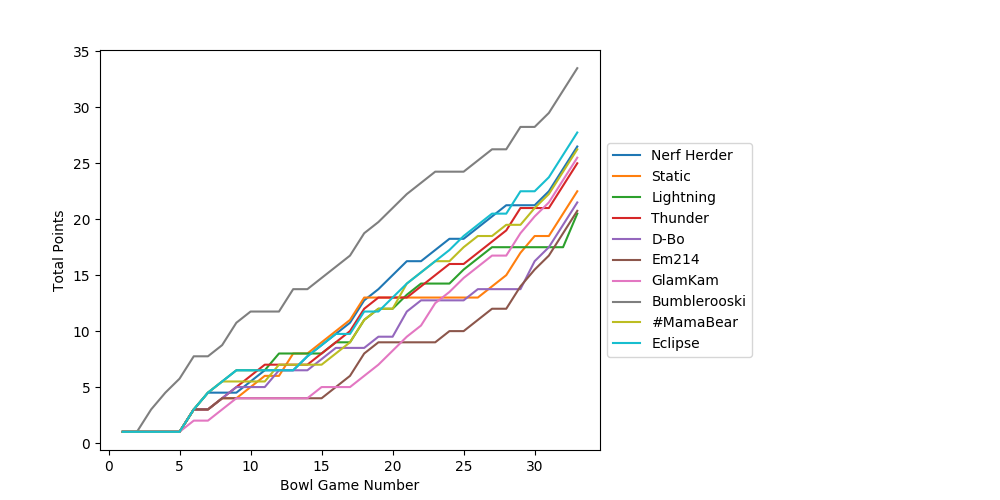 35
30
25
20
15
10
5
0
Total Points
0 5 10 15 20 25 30
Bowl Game Number
Nerf Herder
Static
Lightning
Thunder
D-Bo
Em214
GlamKam
Bumblerooski
#MamaBear
Eclipse